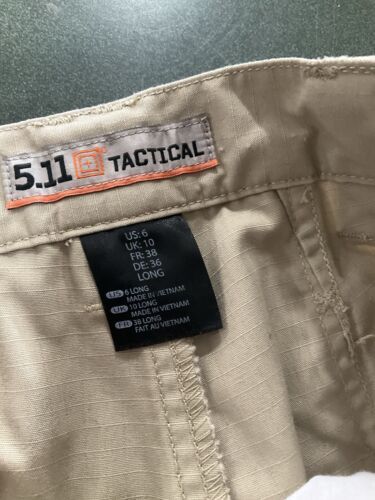 5.11 TACTICAL
US: 6
UK: 10
FR: 38
DE: 36
LONG
US 6 LONG
MADE IN VIETNAM
UK 10 LONG
MADE IN VIETNAM
FR 38 LONG
FAIT AU VIETNAM